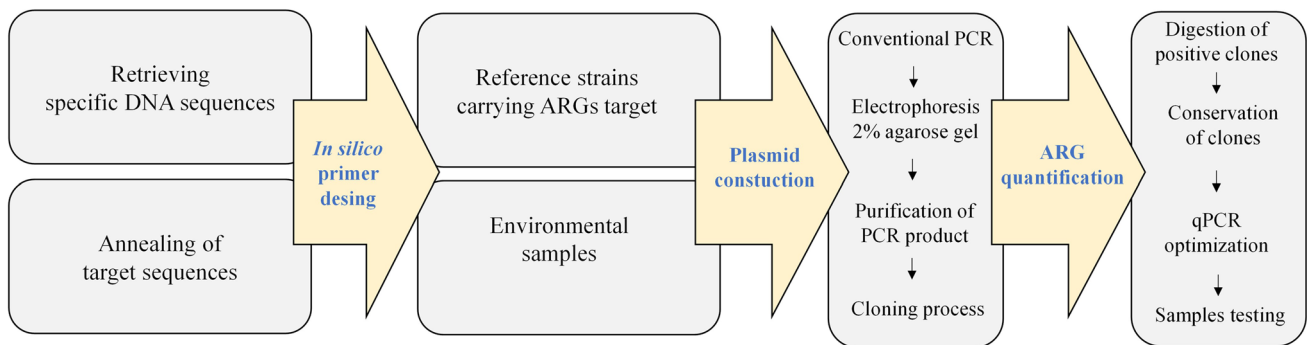 Retrieving
specific DNA sequences
Annealing of
target sequences
In silico
primer
desing
Reference strains
carrying ARGs target
Environmental
samples
Plasmid
constuction
Conventional PCR
Electrophoresis
2% agarose gel
Purification of
PCR product
Cloning process
ARG
quantification
Digestion of
positive clones
Conservation
of clones
qPCR
optimization
Samples testing